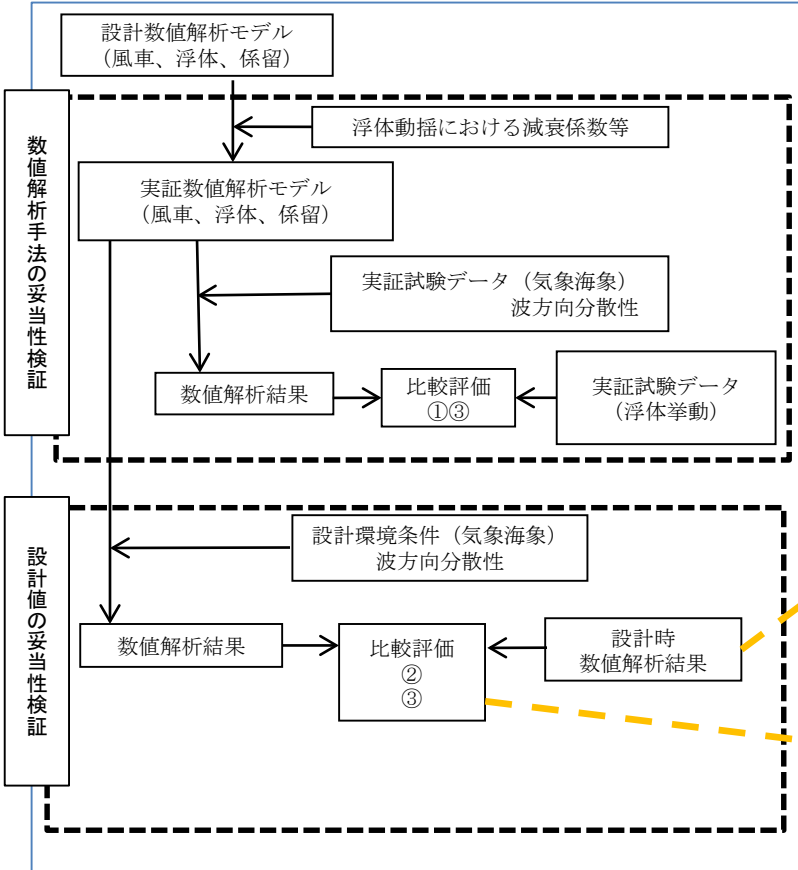 設計数値解析モデル
(風車、浮体、係留)
数値解析手法の妥当性検証
浮体動揺における減衰係数等
実証数値解析モデル
(風車、浮体、係留)
実証試験データ(気象海象)
波方向分散性
数値解析結果
比較評価
①③
実証試験データ
(浮体挙動)
設計値の妥当性検証
設計環境条件(気象海象)
波方向分散性
数値解析結果
比較評価
②
③
設計時
数値解析結果